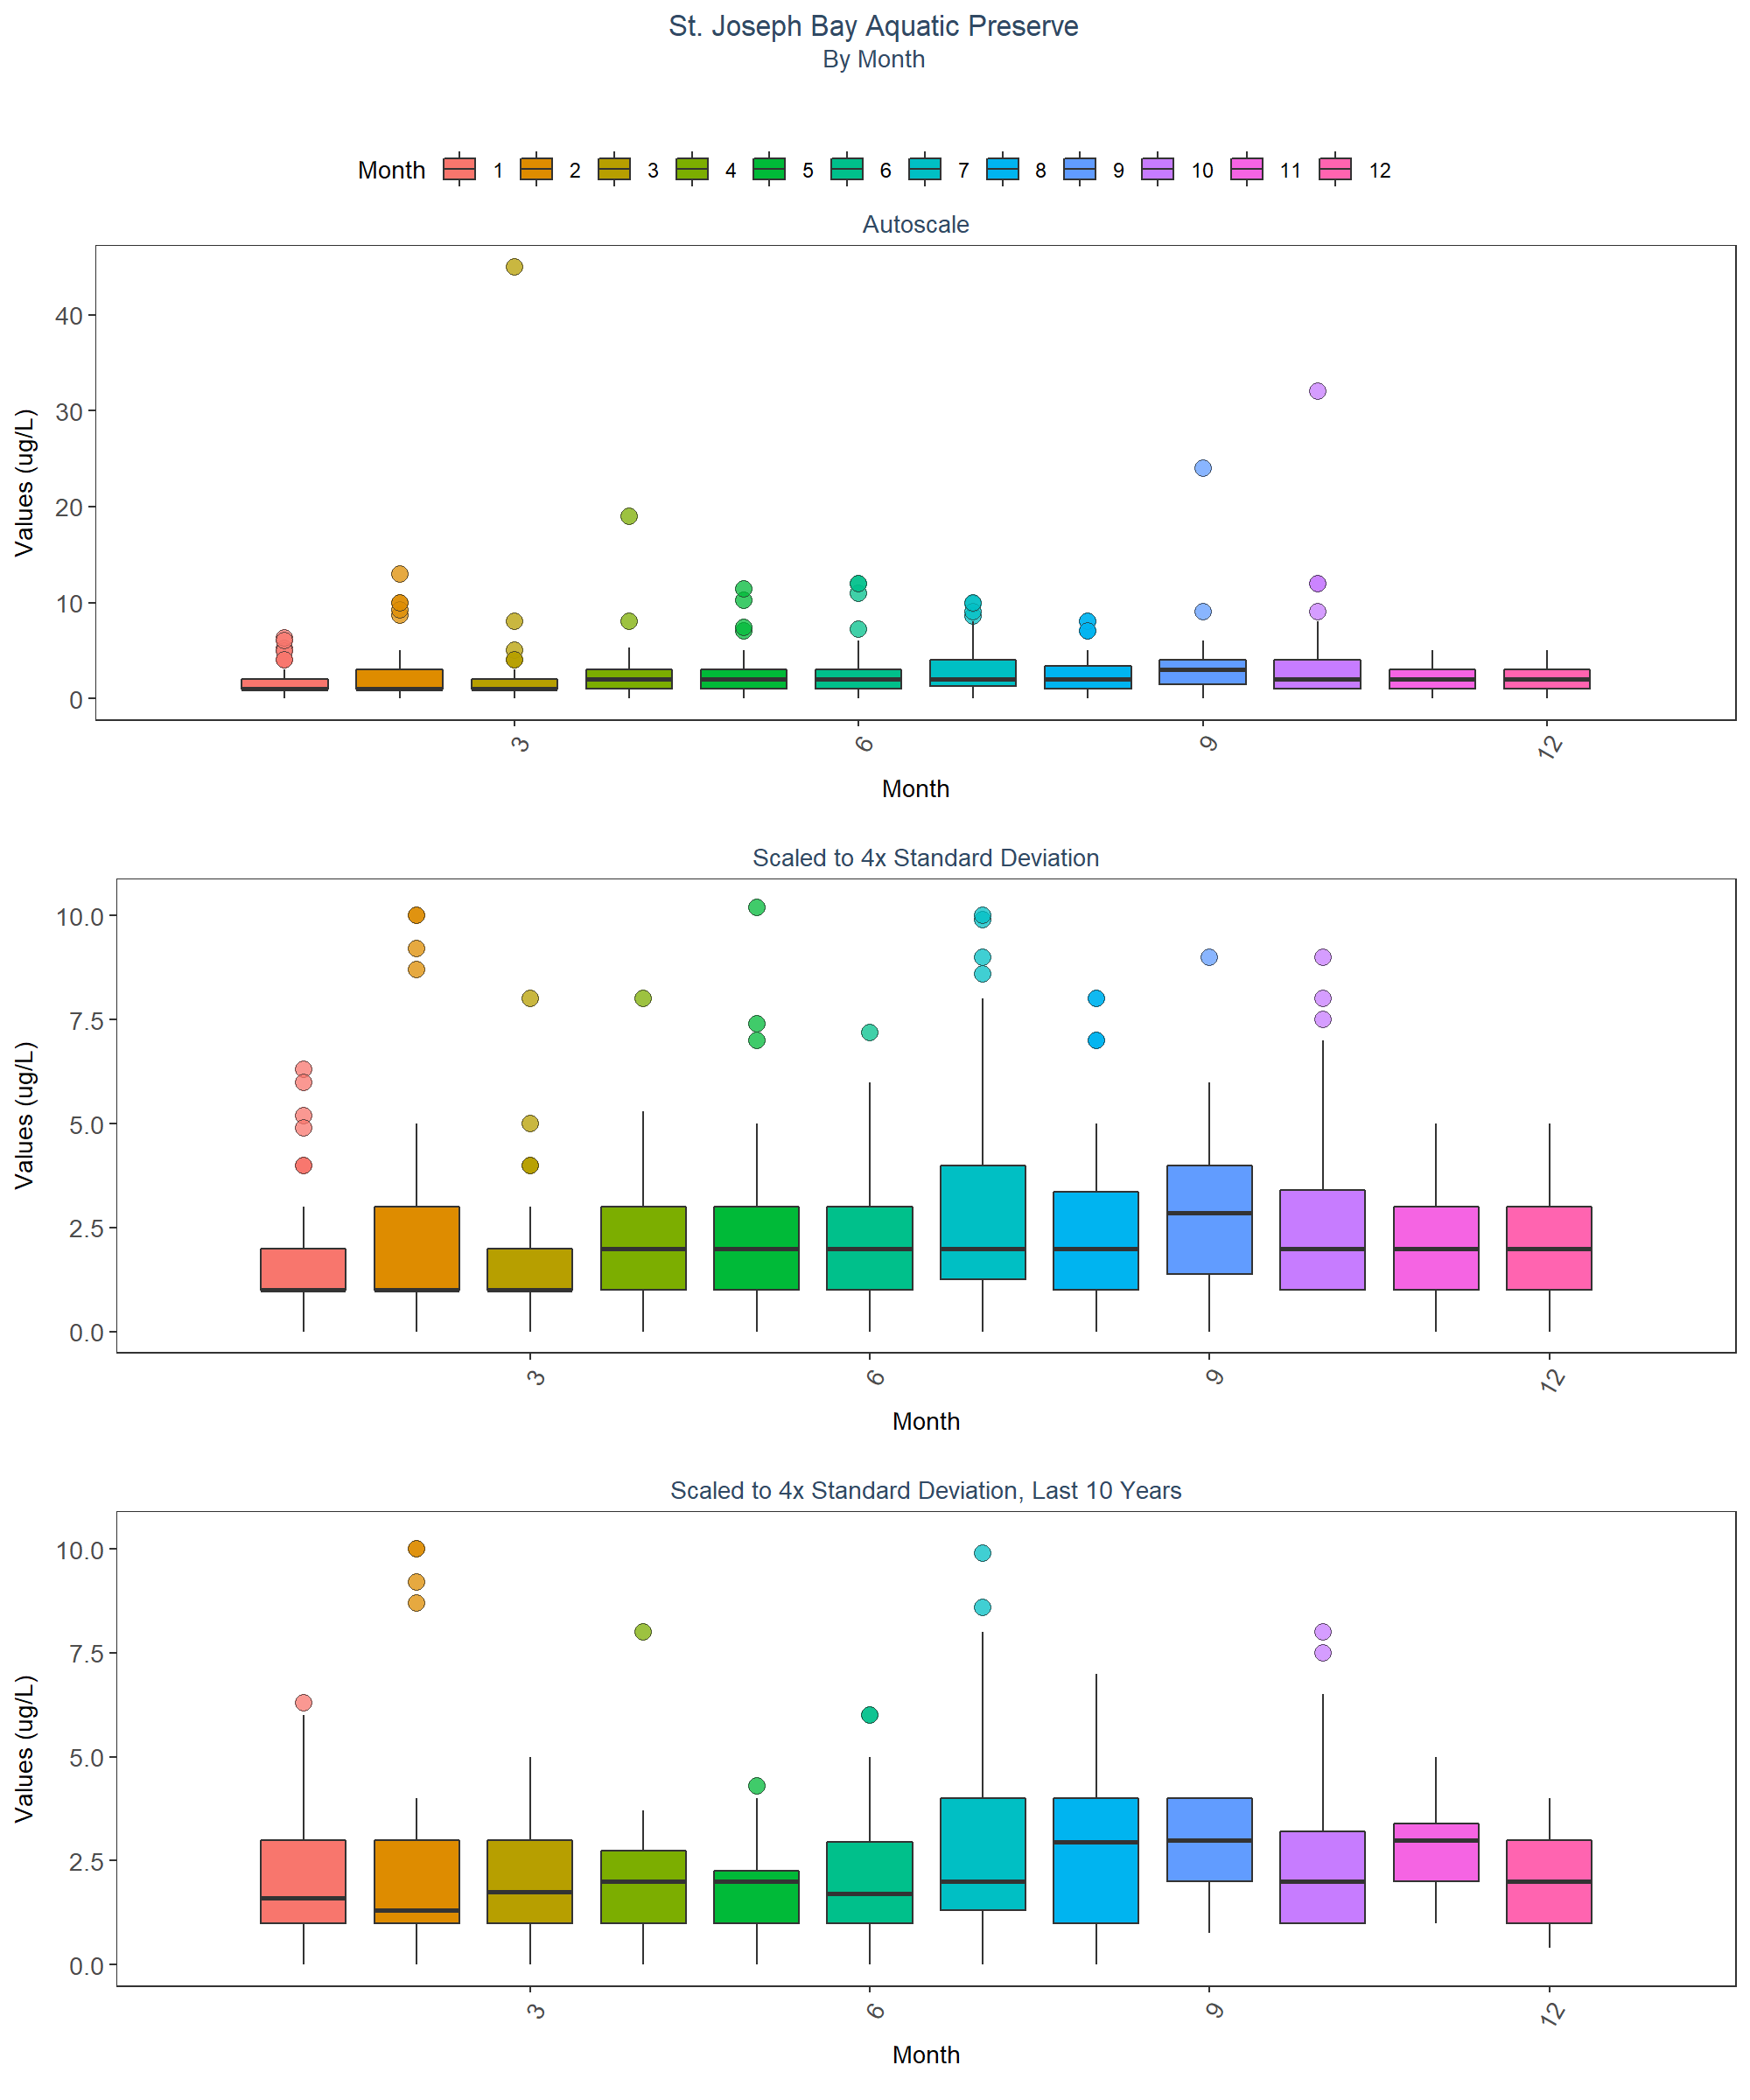 St. Joseph Bay Aquatic Preserve
By Month
Month 1 2 3 4 5 6 7 8 9 10 11 12
Autoscale
Values (ug/L)
40
30
20
10
0
3 6 9 12
Month
Scaled to 4x Standard Deviation
Values (ug/L)
10.0
7.5
5.0
2.5
0.0
3 6 9 12
Month
Scaled to 4x Standard Deviation, Last 10 Years
Values (ug/L)
10.0
7.5
5.0
2.5
0.0
3 6 9 12
Month